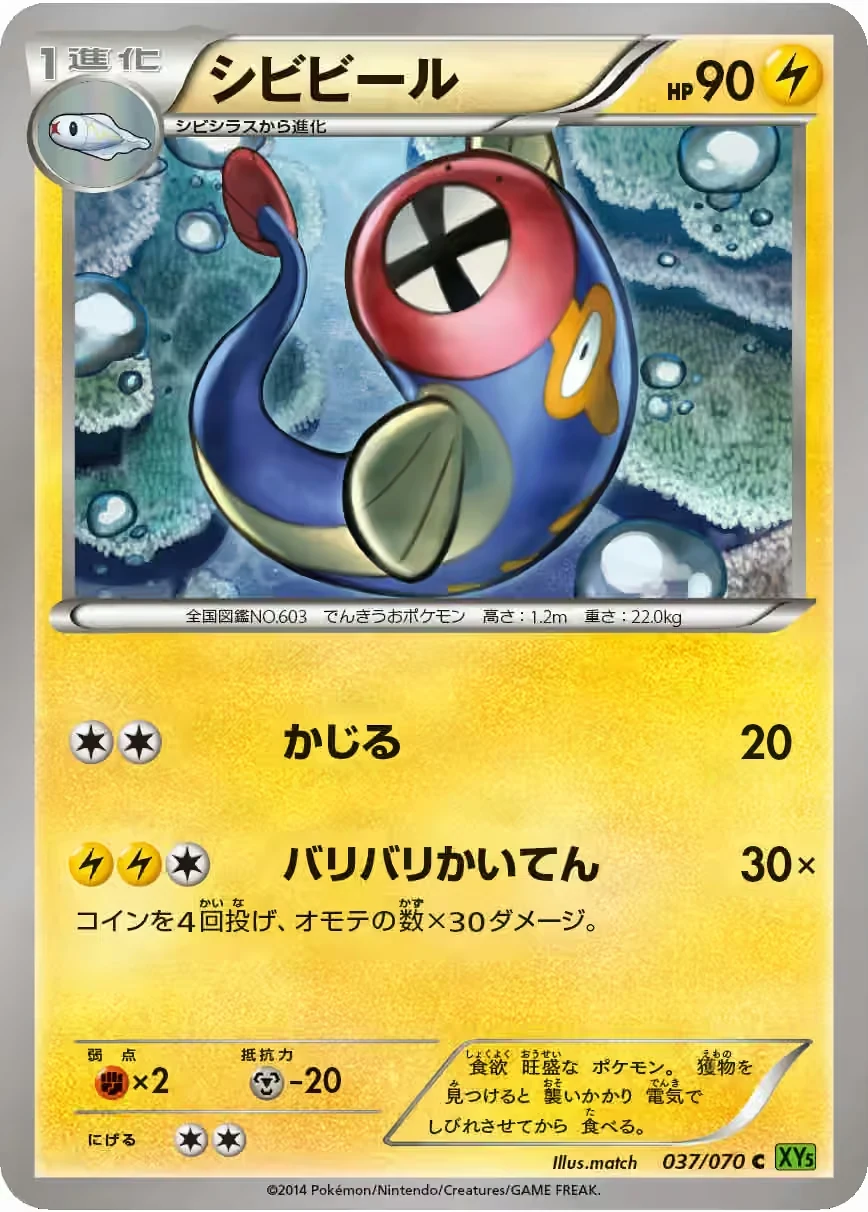 1進化
シビビール
HP90
シビシラスから進化
全国図鑑NO.603 でんきうおポケモン 高さ：1.2m 重さ：22.0kg
かじる 20
バリバリかいてん 30×
コインを4回投げ、オモテの数×30ダメージ。
弱点 抵抗力
×2 -20
にげる
食欲 旺盛な ポケモン。 獲物を
見つけると 襲いかかり 電気で
しびれさせてから 食べる。
Illus.match 037/070 C XY5
©2014 Pokémon/Nintendo/Creatures/GAME FREAK.